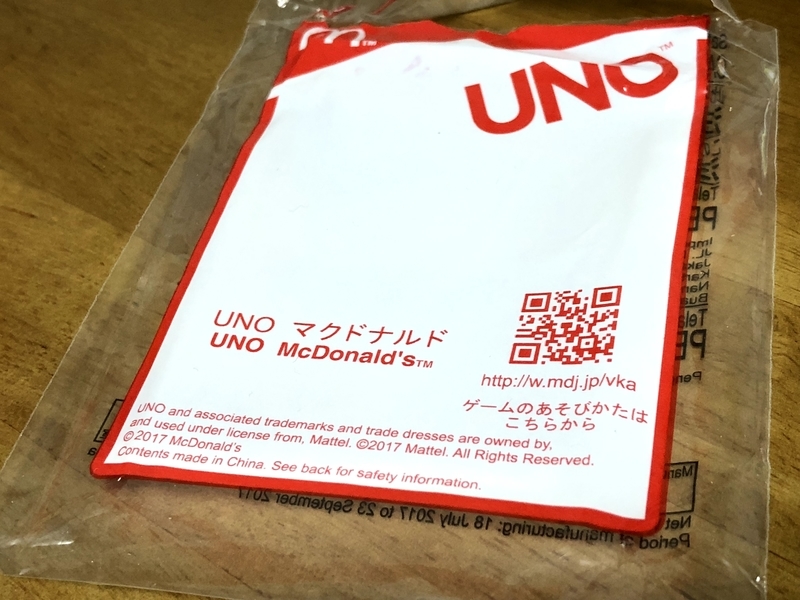 m™
UNO™
UNO マクドナルド
UNO McDonald's™
http://w.mdj.jp/vka
ゲームのあそびかたは
こちらから
UNO and associated trademarks and trade dresses are owned by,
and used under license from, Mattel. ©2017 Mattel. All Rights Reserved.
©2017 McDonald's
Contents made in China. See back for safety information.
Period of manufacturing: 18 July 2017 to 23 September 2017